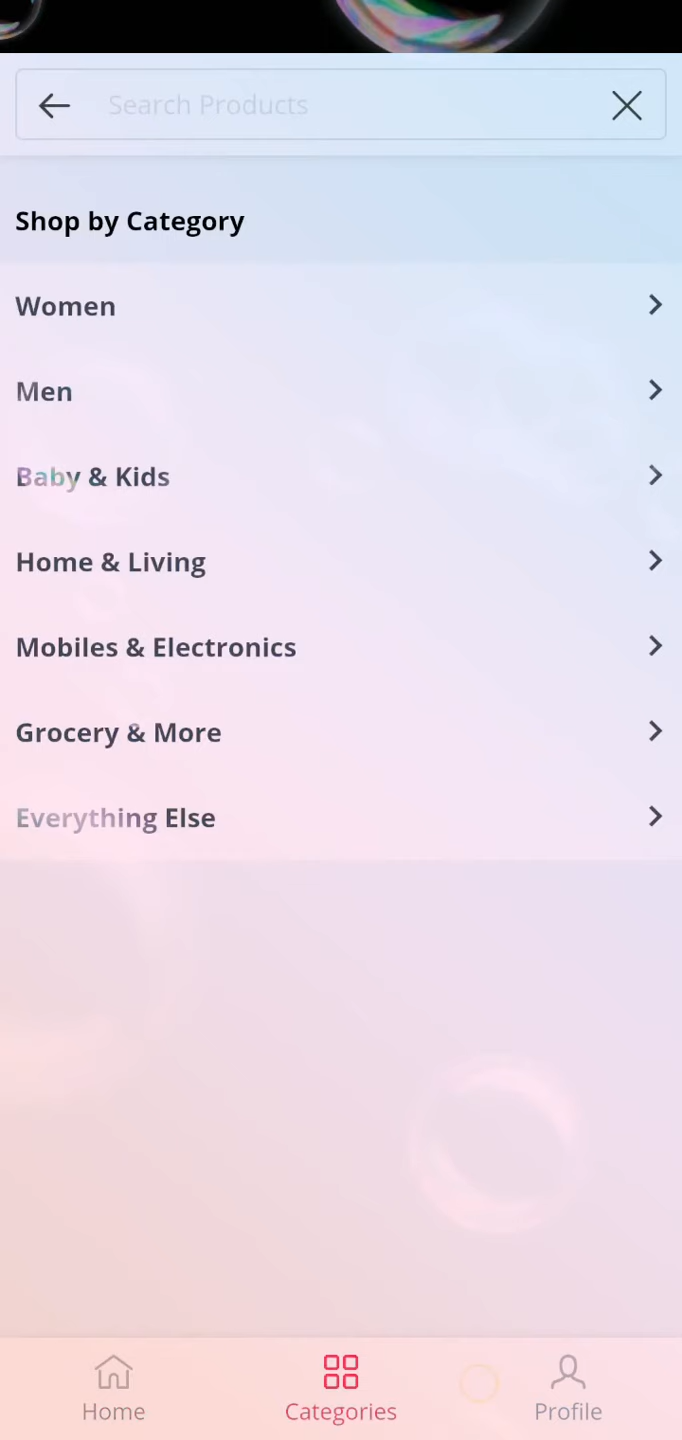 Search Products
Shop by Category
Women
Men
Baby & Kids
Home & Living
Mobiles & Electronics
Grocery & More
Everything Else
Home
Categories
Profile